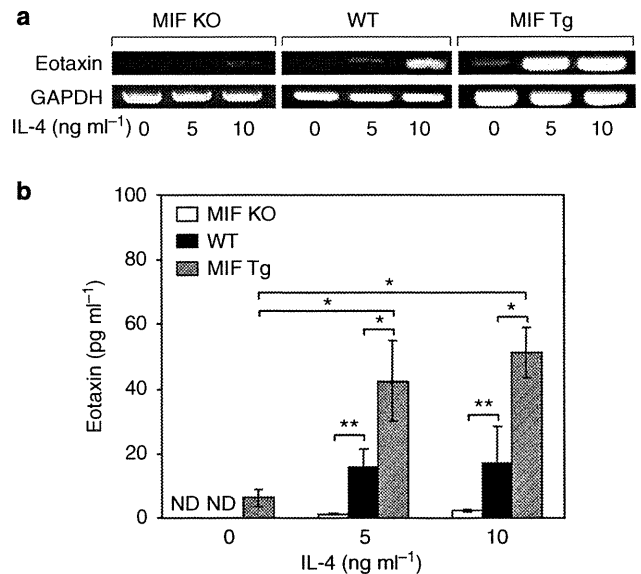 a
MIF KO WT MIF Tg
Eotaxin
GAPDH
IL-4 (ng ml⁻¹) 0 5 10 0 5 10 0 5 10
b
100
80
60
40
20
0
Eotaxin (pg ml⁻¹)
MIF KO
WT
MIF Tg
*
*
* *
** **
ND ND
0 5 10
IL-4 (ng ml⁻¹)